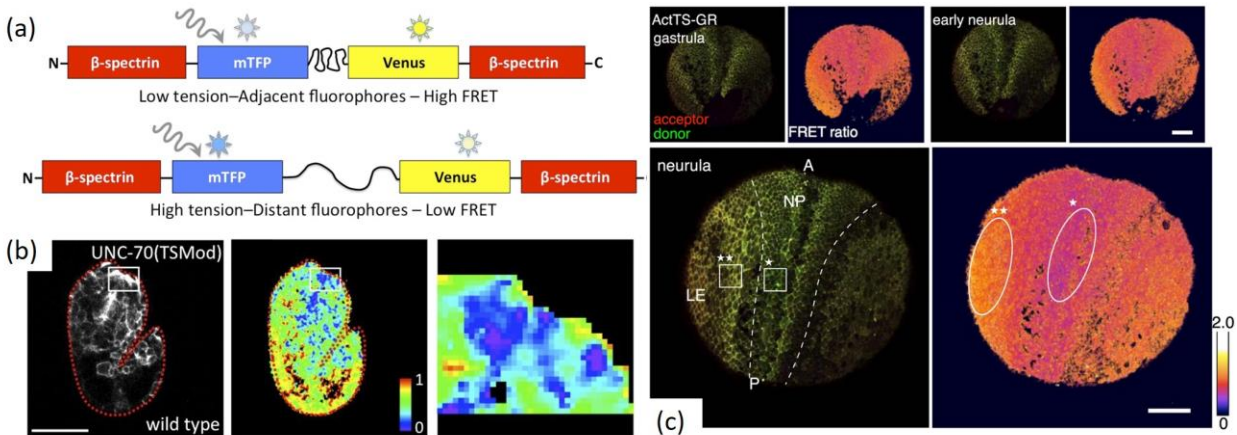 (a)
N β-spectrin mTFP Venus β-spectrin C
Low tension–Adjacent fluorophores – High FRET
N β-spectrin mTFP Venus β-spectrin
High tension–Distant fluorophores – Low FRET
(b)
UNC-70(TSMod)
wild type
1
0
ActTS-GR
gastrula
acceptor
donor
FRET ratio
early neurula
neurula
A
NP
★★
★
LE
P
★★
★
2.0
0
(c)